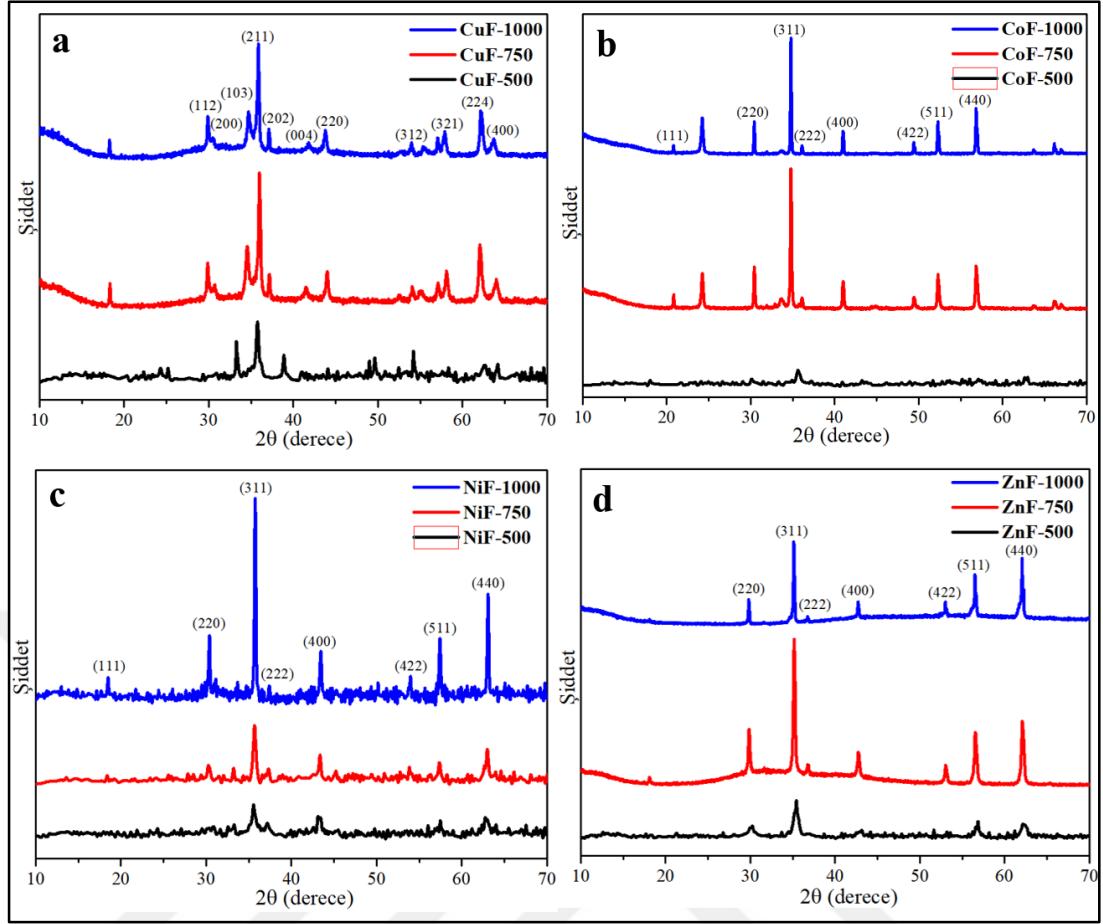 a
CuF-1000
CuF-750
CuF-500
(211)
(103)
(112)
(200)
(202)
(004)
(220)
(312)
(321)
(224)
(400)
Şiddet
10 20 30 40 50 60 70
2θ (derece)
b
CoF-1000
CoF-750
CoF-500
(311)
(220)
(111)
(222)
(400)
(422)
(511)
(440)
Şiddet
10 20 30 40 50 60 70
2θ (derece)
c
NiF-1000
NiF-750
NiF-500
(311)
(440)
(220)
(511)
(400)
(111)
(222)
(422)
Şiddet
10 20 30 40 50 60 70
2θ (derece)
d
ZnF-1000
ZnF-750
ZnF-500
(311)
(440)
(511)
(220)
(222)
(400)
(422)
Şiddet
10 20 30 40 50 60 70
2θ (derece)